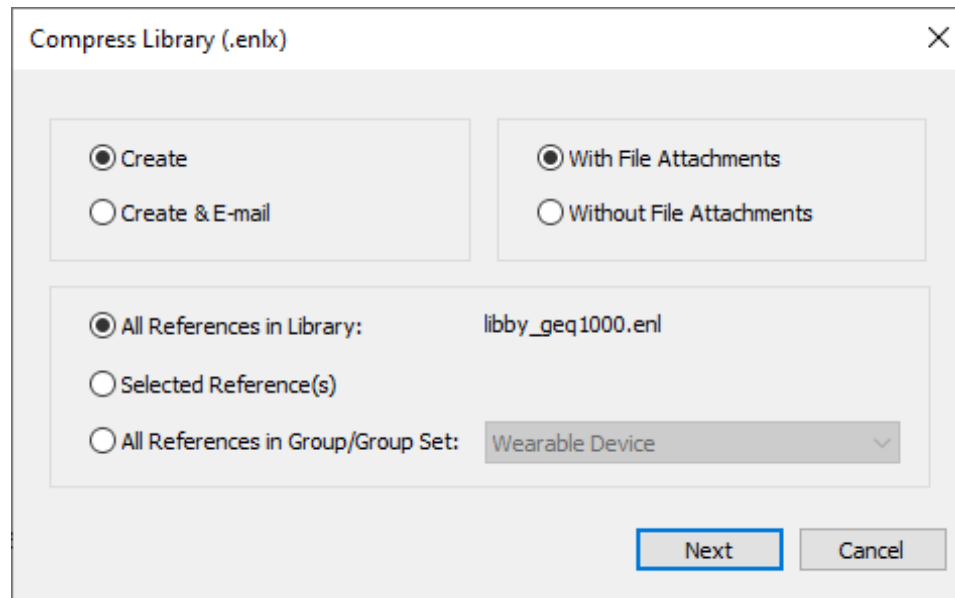 Compress Library (.enlx)
Create
Create & E-mail
With File Attachments
Without File Attachments
All References in Library: libby_geq1000.enl
Selected Reference(s)
All References in Group/Group Set: Wearable Device
Next Cancel